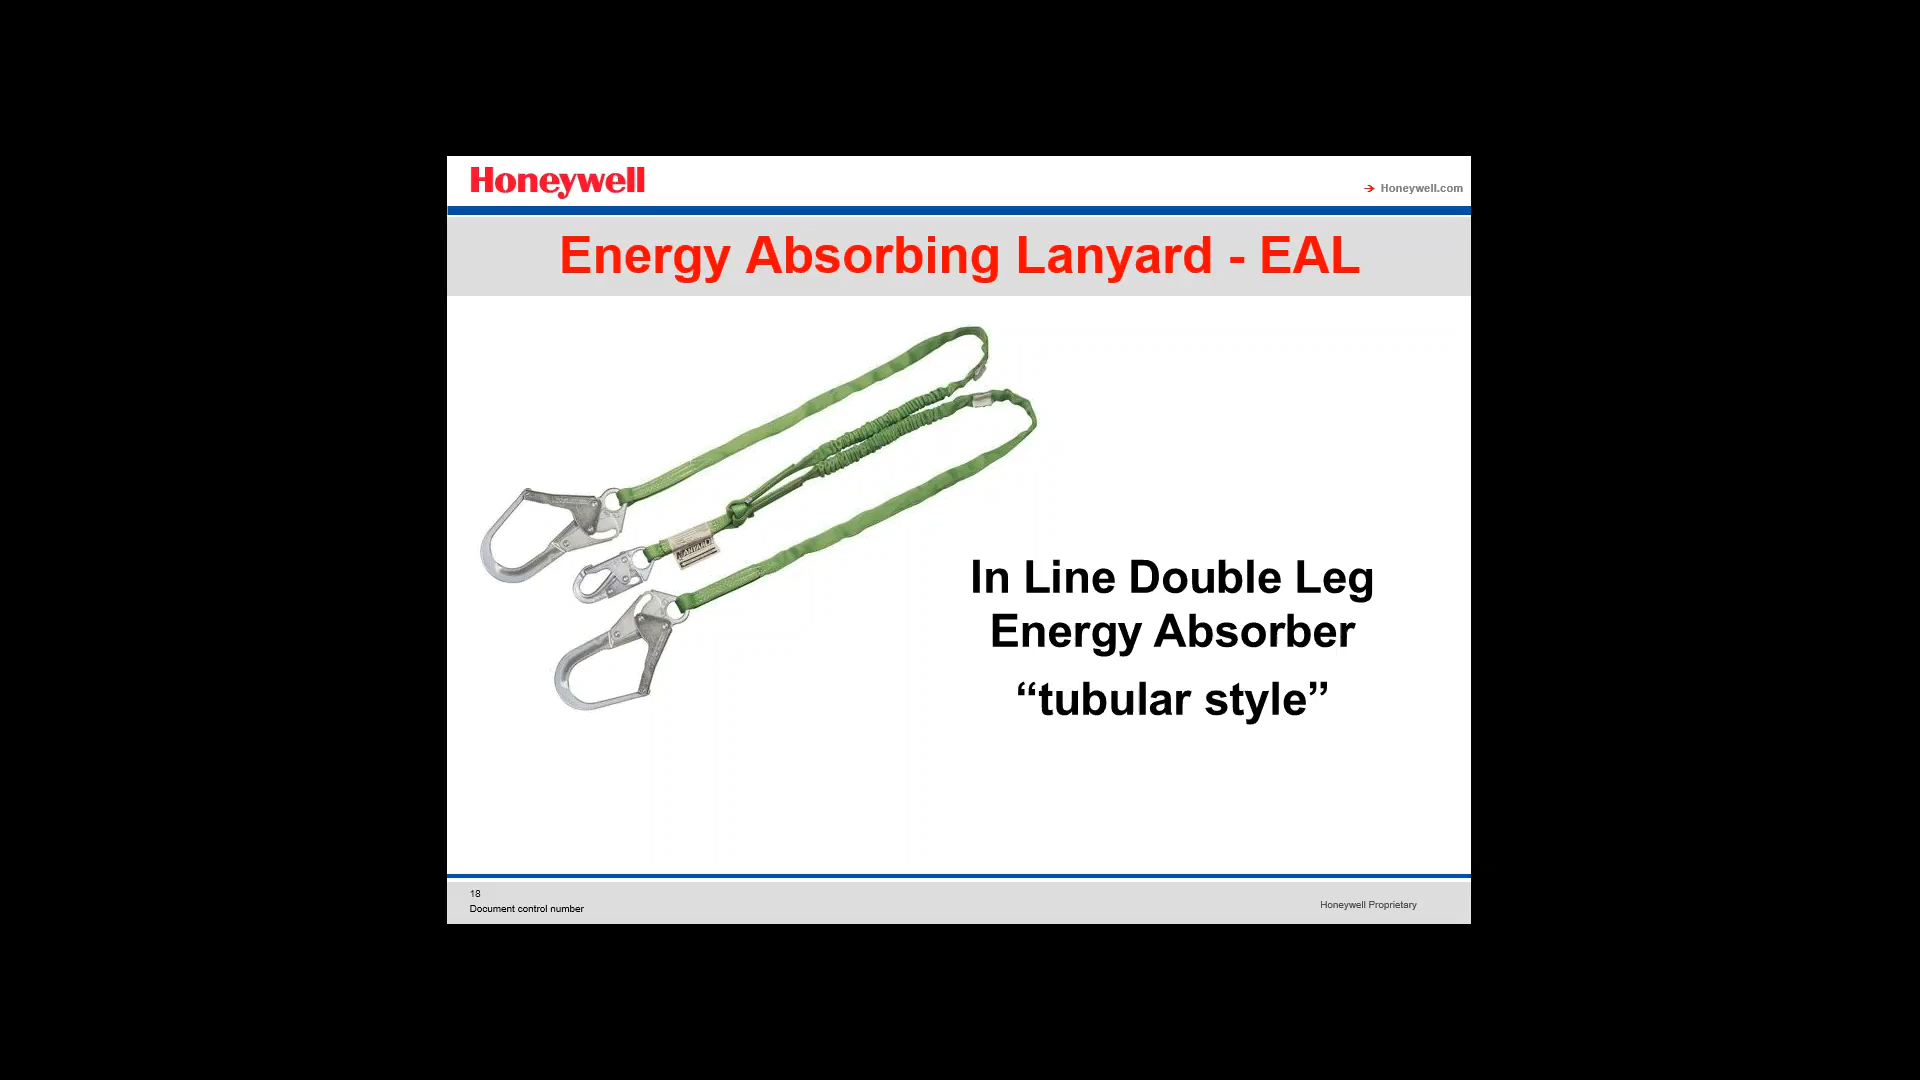 Honeywell
Honeywell.com
Energy Absorbing Lanyard - EAL
In Line Double Leg
Energy Absorber
“tubular style”
18
Document control number
Honeywell Proprietary